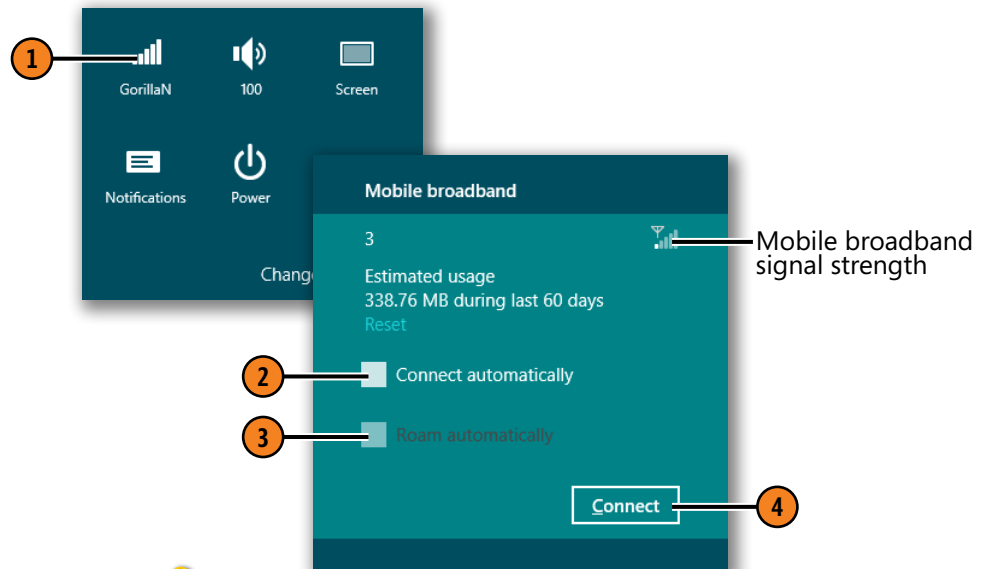 1
GorillaN
100
Screen
Notifications
Power
Chang
Mobile broadband
3
Mobile broadband
signal strength
Estimated usage
338.76 MB during last 60 days
Reset
2
Connect automatically
3
Roam automatically
Connect
4